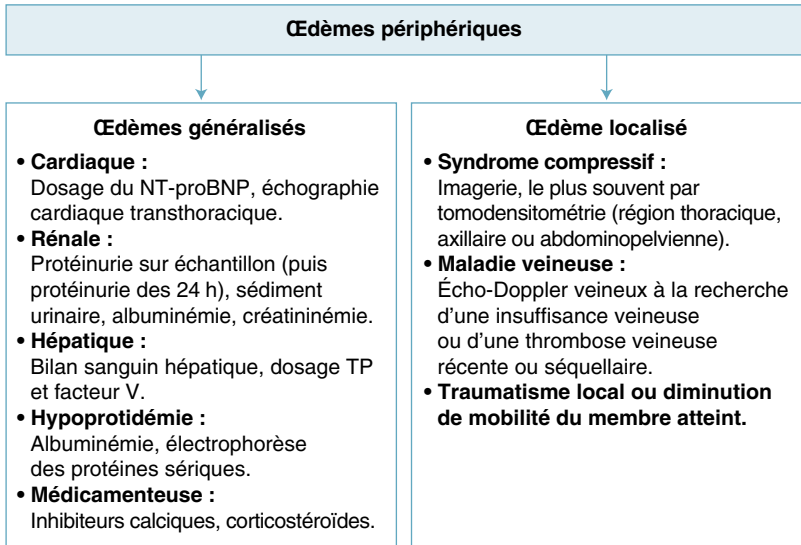 Œdèmes périphériques
Œdèmes généralisés
• Cardiaque :
Dosage du NT-proBNP, échographie
cardiaque transthoracique.
• Rénale :
Protéinurie sur échantillon (puis
protéinurie des 24 h), sédiment
urinaire, albuminémie, créatininémie.
• Hépatique :
Bilan sanguin hépatique, dosage TP
et facteur V.
• Hypoprotidémie :
Albuminémie, électrophorèse
des protéines sériques.
• Médicamenteuse :
Inhibiteurs calciques, corticostéroïdes.
Œdème localisé
• Syndrome compressif :
Imagerie, le plus souvent par
tomodensitométrie (région thoracique,
axillaire ou abdominopelvienne).
• Maladie veineuse :
Écho-Doppler veineux à la recherche
d'une insuffisance veineuse
ou d'une thrombose veineuse
récente ou séquellaire.
• Traumatisme local ou diminution
de mobilité du membre atteint.